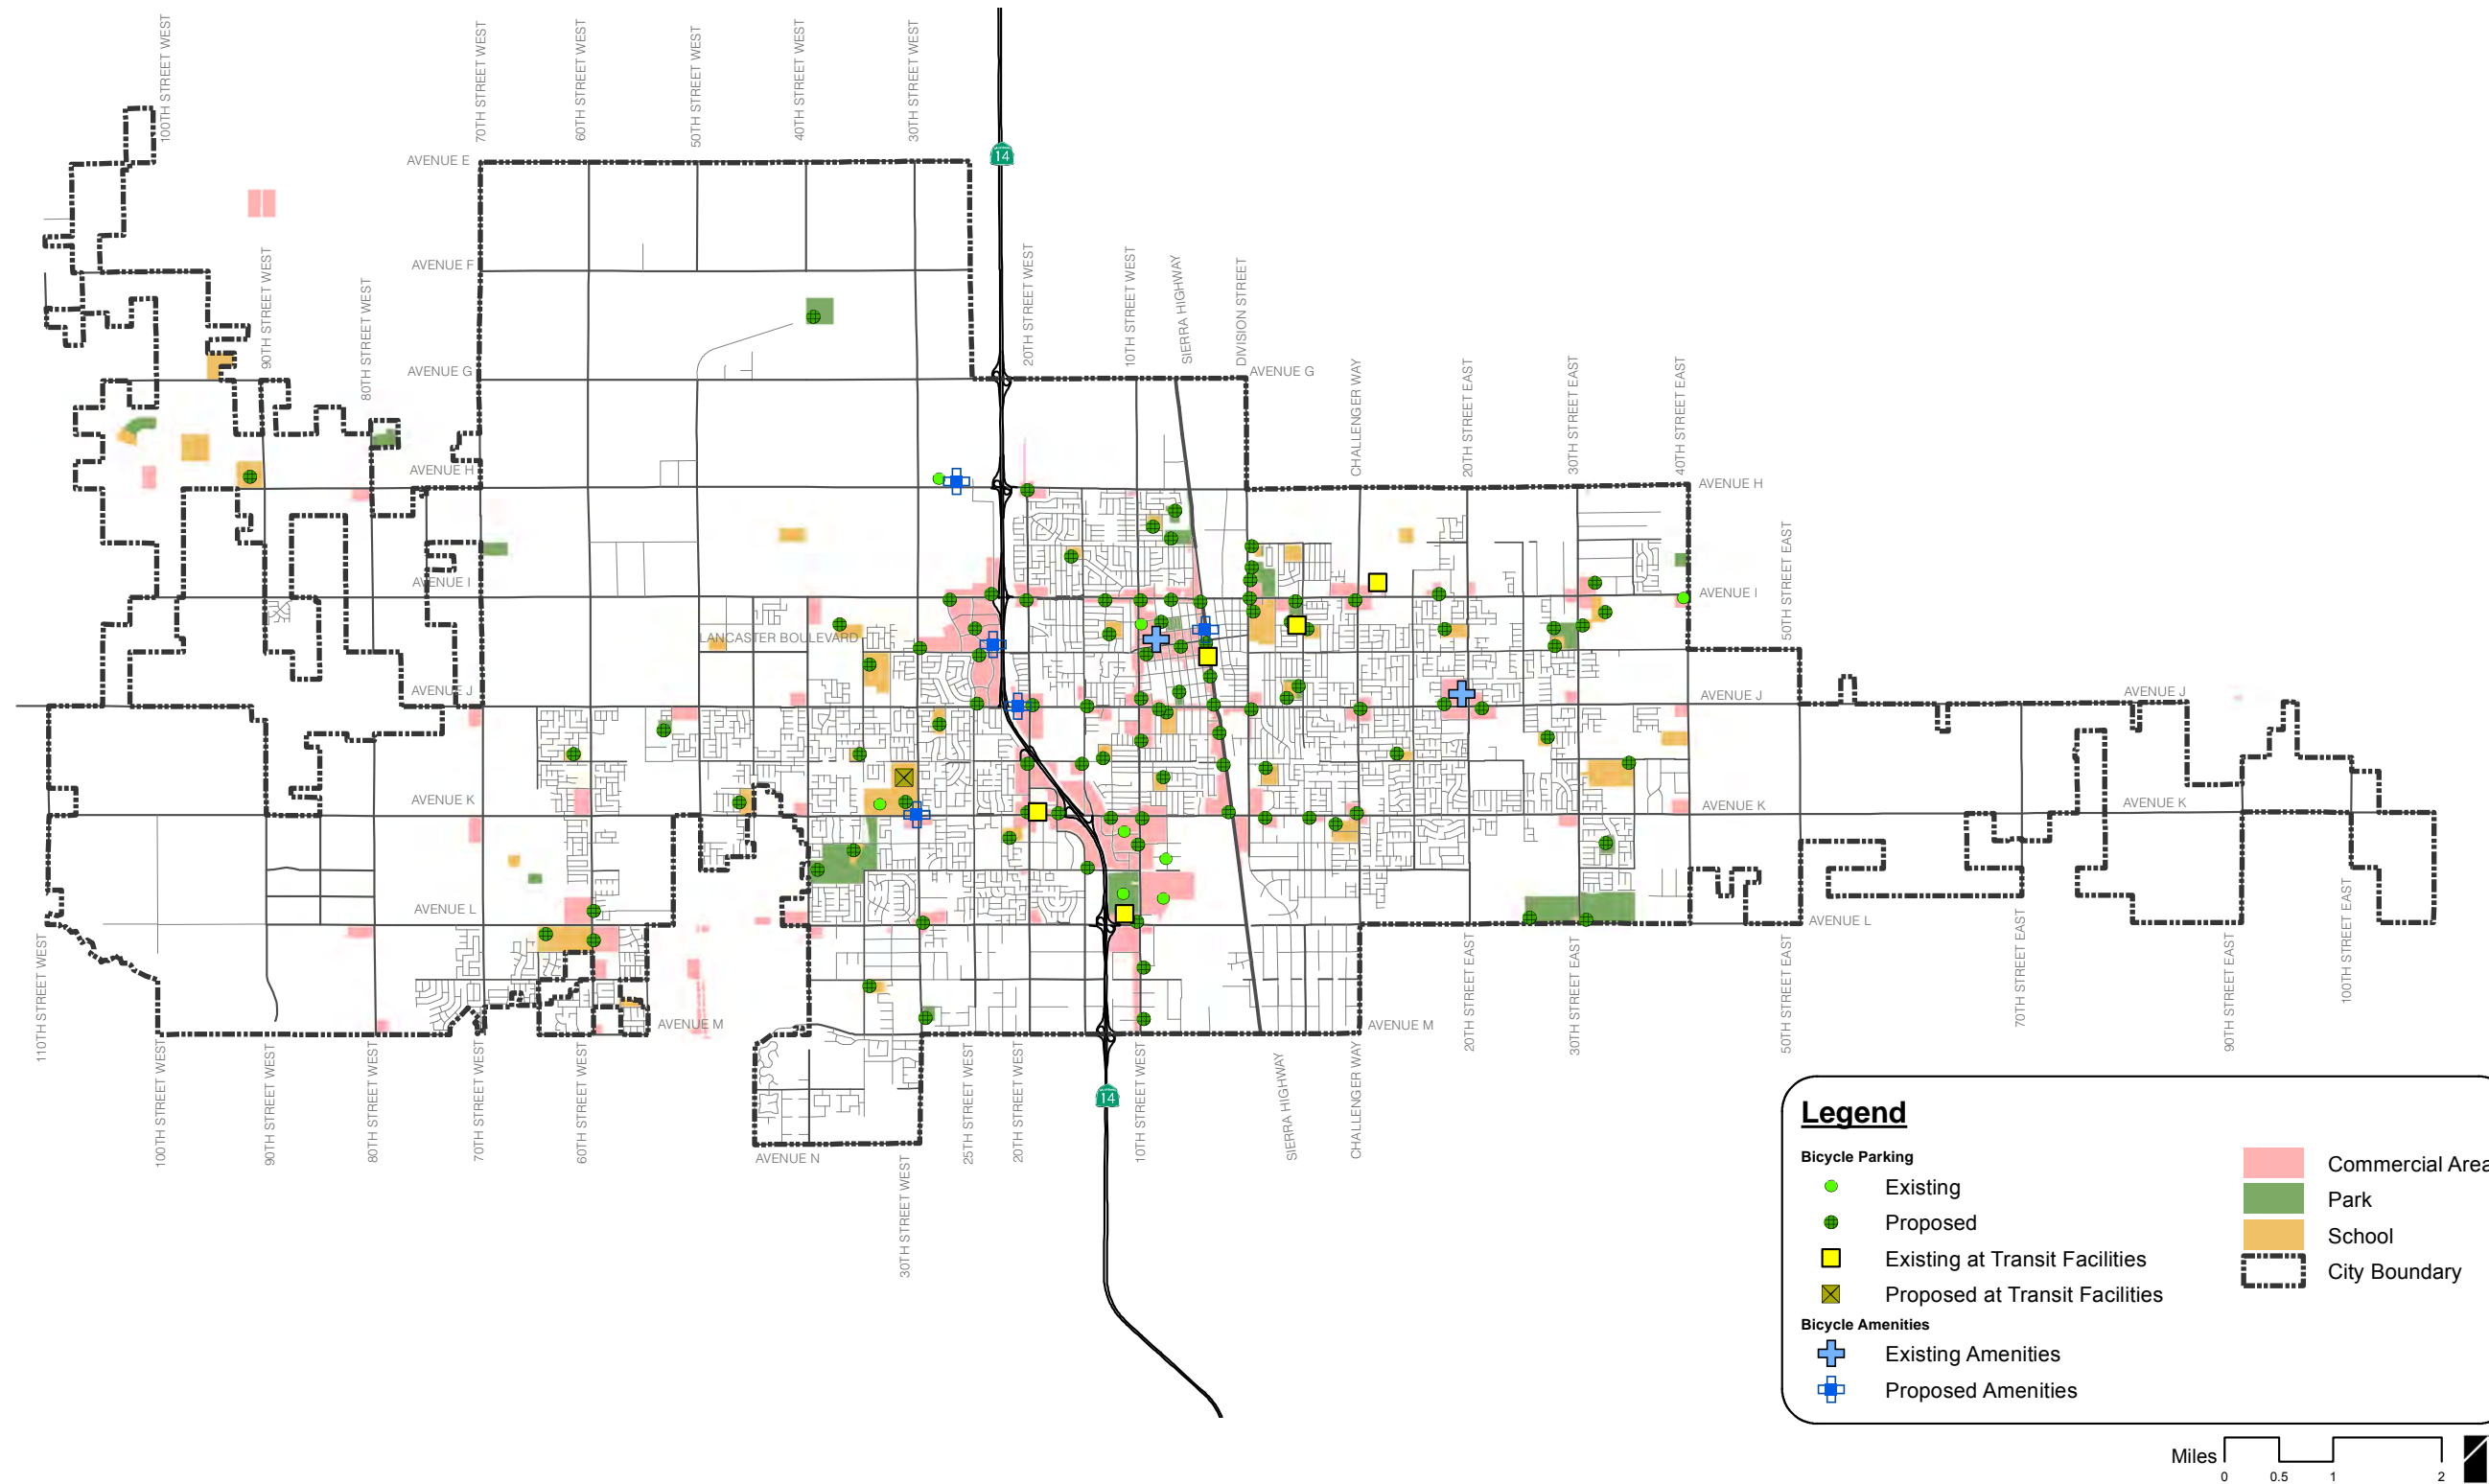 100TH STREET WEST
70TH STREET WEST
60TH STREET WEST
50TH STREET WEST
40TH STREET WEST
30TH STREET WEST
14
AVENUE E
AVENUE F
90TH STREET WEST
80TH STREET WEST
20TH STREET WEST
10TH STREET WEST
SIERRA HIGHWAY
DIVISION STREET
AVENUE G
AVENUE G
CHALLENGER WAY
20TH STREET EAST
30TH STREET EAST
40TH STREET EAST
AVENUE H
AVENUE H
50TH STREET EAST
AVENUE I
AVENUE I
LANCASTER BOULEVARD
AVENUE J
AVENUE J
AVENUE J
AVENUE K
AVENUE K
AVENUE K
AVENUE L
AVENUE L
110TH STREET WEST
20TH STREET EAST
30TH STREET EAST
50TH STREET EAST
70TH STREET EAST
90TH STREET EAST
100TH STREET EAST
AVENUE M
AVENUE M
100TH STREET WEST
90TH STREET WEST
80TH STREET WEST
70TH STREET WEST
60TH STREET WEST
AVENUE N
30TH STREET WEST
25TH STREET WEST
20TH STREET WEST
14
10TH STREET WEST
SIERRA HIGHWAY
CHALLENGER WAY
Legend
Bicycle Parking
Existing
Proposed
Existing at Transit Facilities
Proposed at Transit Facilities
Bicycle Amenities
Existing Amenities
Proposed Amenities
Commercial Area
Park
School
City Boundary
Miles
0 0.5 1 2